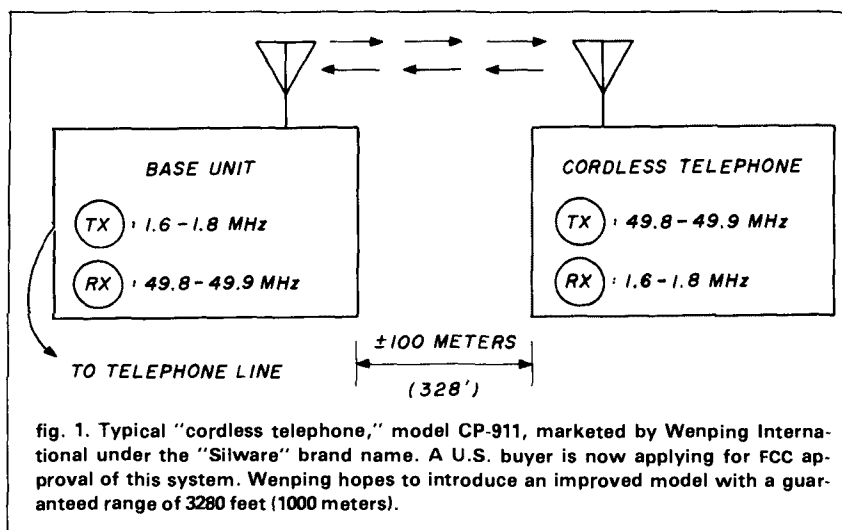 BASE UNIT
TX : 1.6-1.8 MHz
RX : 49.8-49.9 MHz
TO TELEPHONE LINE
CORDLESS TELEPHONE
TX : 49.8-49.9 MHz
RX : 1.6-1.8 MHz
±100 METERS
(328')
fig. 1. Typical "cordless telephone," model CP-911, marketed by Wenping Interna-
tional under the "Silware" brand name. A U.S. buyer is now applying for FCC ap-
proval of this system. Wenping hopes to introduce an improved model with a guar-
anteed range of 3280 feet (1000 meters).